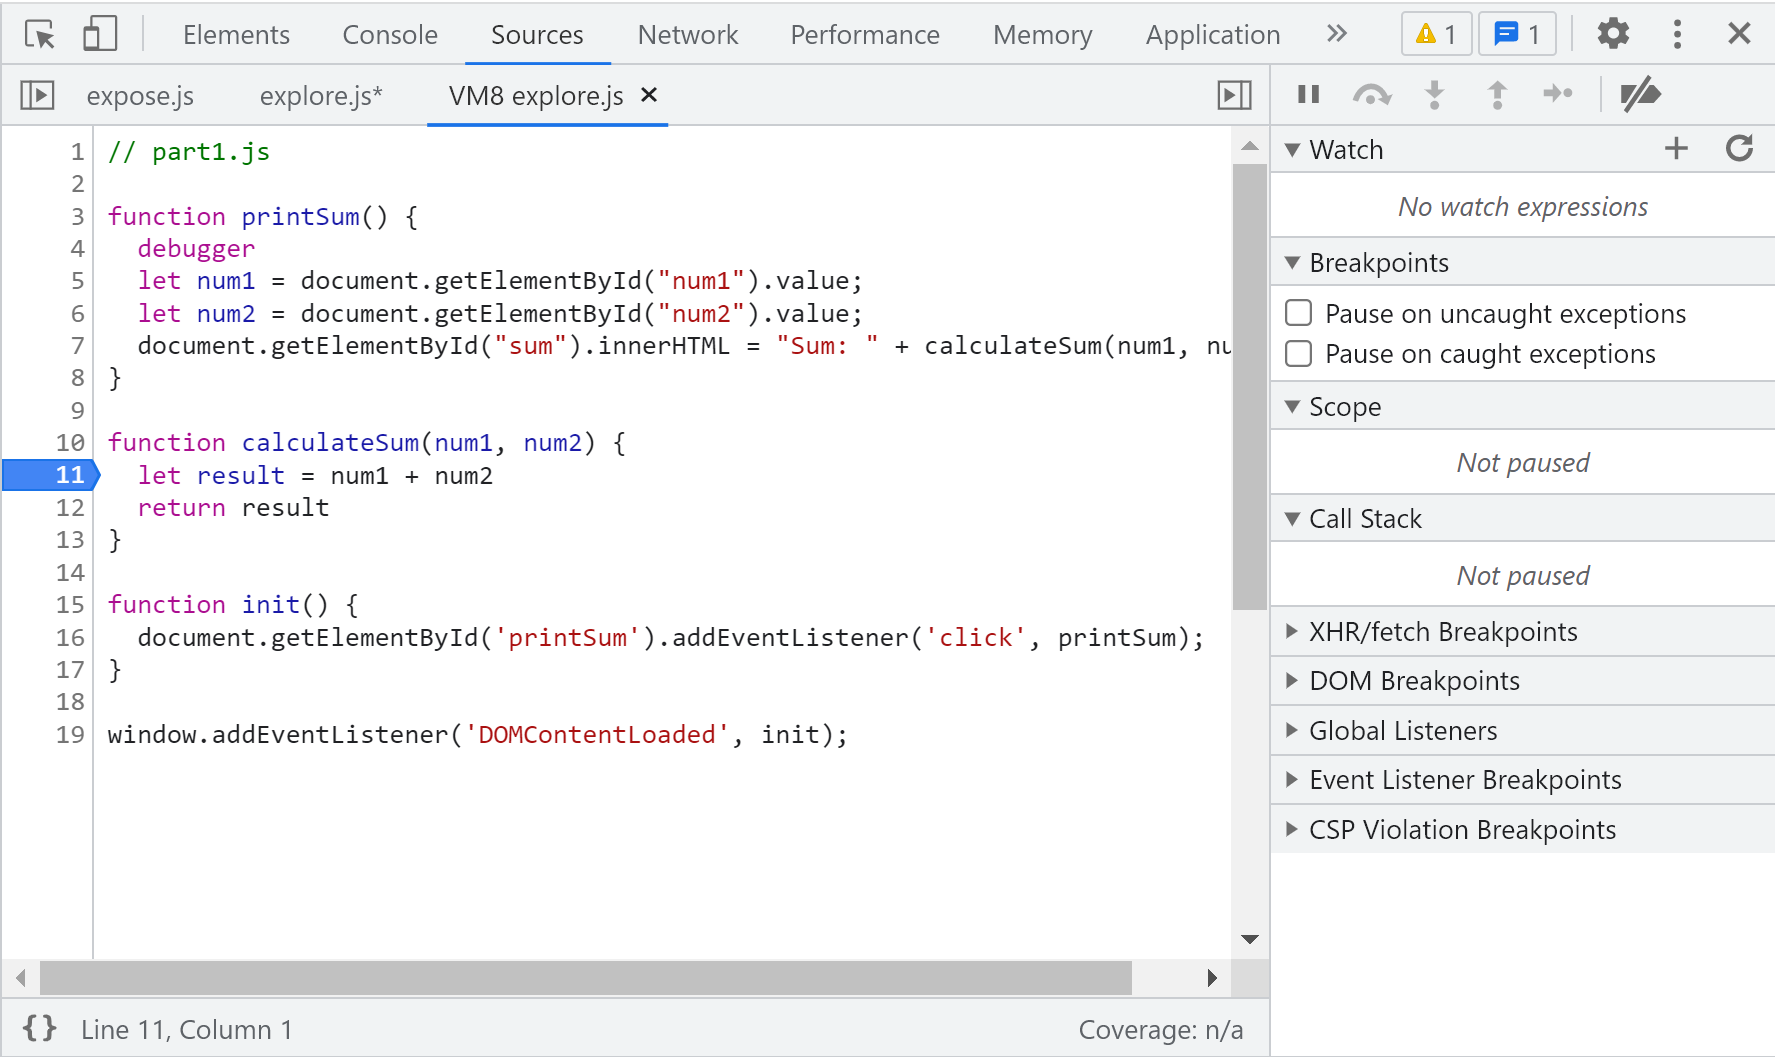 Elements Console Sources Network Performance Memory Application » 1 1
expose.js explore.js* VM8 explore.js ×
1 // part1.js
2
3 function printSum() {
4   debugger
5   let num1 = document.getElementById("num1").value;
6   let num2 = document.getElementById("num2").value;
7   document.getElementById("sum").innerHTML = "Sum: " + calculateSum(num1, nu
8 }
9
10 function calculateSum(num1, num2) {
11   let result = num1 + num2
12   return result
13 }
14
15 function init() {
16   document.getElementById('printSum').addEventListener('click', printSum);
17 }
18
19 window.addEventListener('DOMContentLoaded', init);
{} Line 11, Column 1 Coverage: n/a
Watch
No watch expressions
Breakpoints
Pause on uncaught exceptions
Pause on caught exceptions
Scope
Not paused
Call Stack
Not paused
XHR/fetch Breakpoints
DOM Breakpoints
Global Listeners
Event Listener Breakpoints
CSP Violation Breakpoints